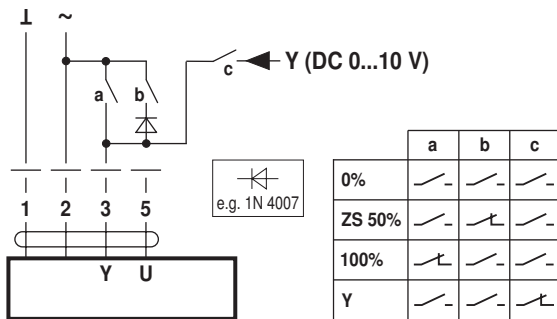 ⊥ ~
a b c Y (DC 0...10 V)
e.g. 1N 4007
1 2 3 5
Y U
a b c
0%
ZS 50%
100%
Y